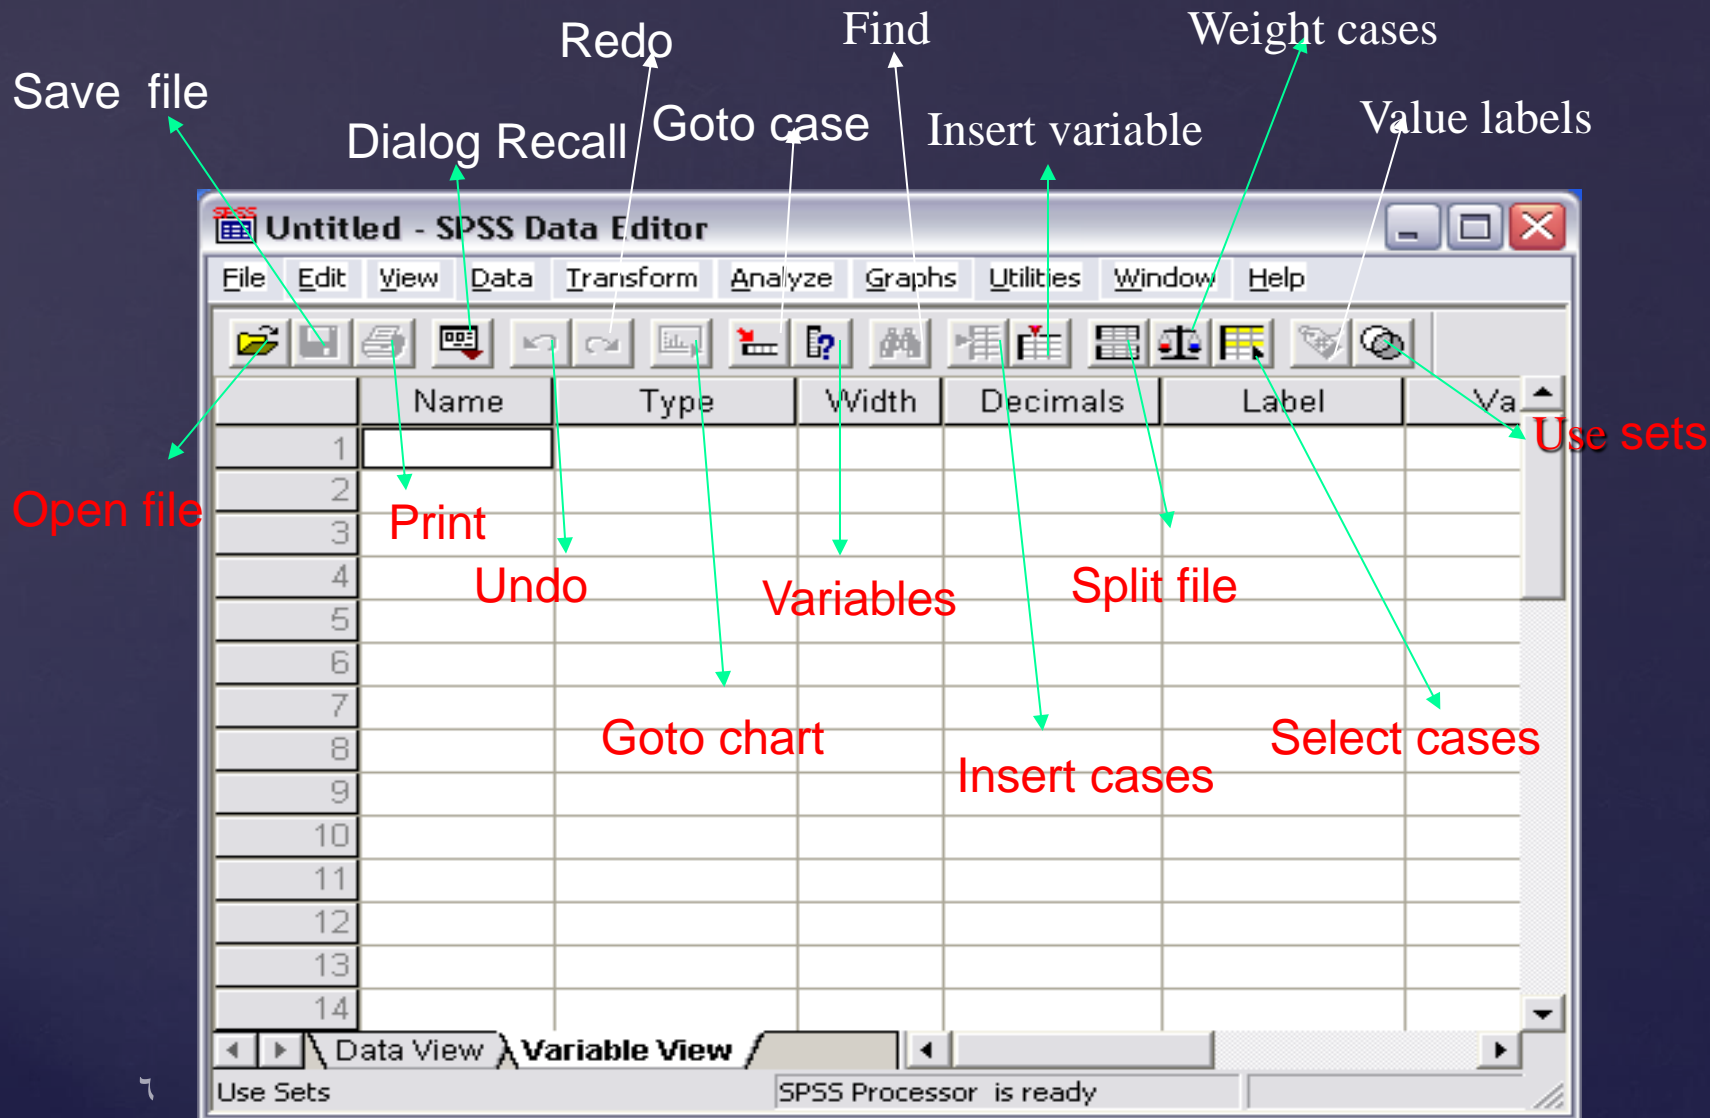 Redo
Find
Weight cases
Save file
Dialog Recall
Goto case
Insert variable
Value labels
SPSS
Untitled - SPSS Data Editor
File Edit View Data Transform Analyze Graphs Utilities Window Help
Name Type Width Decimals Label Va
1
2
3
4
5
6
7
8
9
10
11
12
13
14
Use sets
Open file
Print
Undo
Variables
Split file
Goto chart
Insert cases
Select cases
Data View Variable View
٦
Use Sets
SPSS Processor is ready